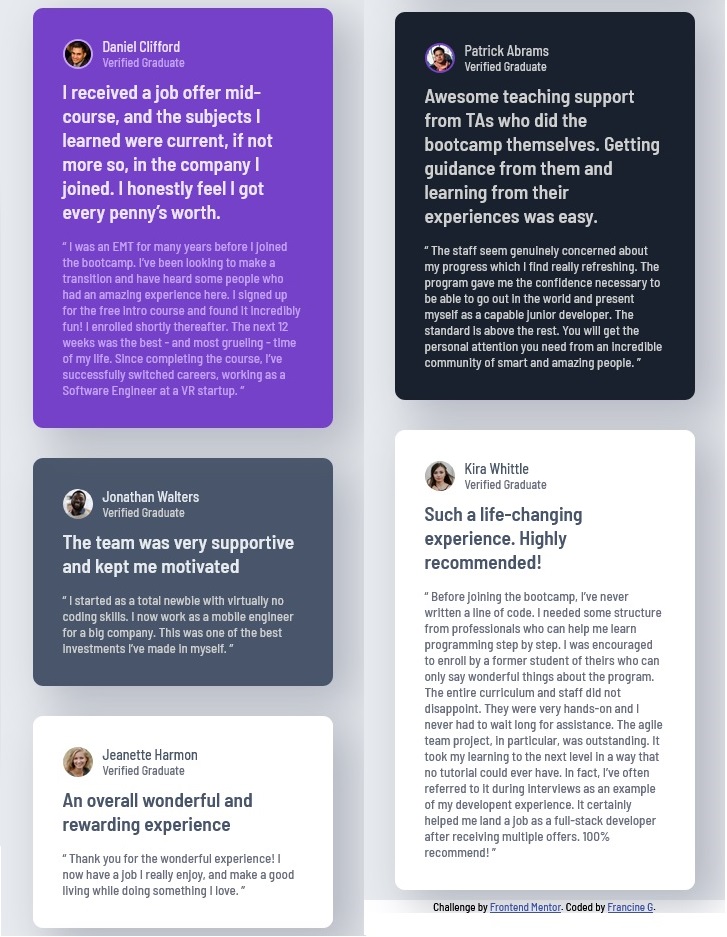 Daniel Clifford
Verified Graduate
I received a job offer mid-
course, and the subjects I
learned were current, if not
more so, in the company I
joined. I honestly feel I got
every penny’s worth.
“ I was an EMT for many years before I joined
the bootcamp. I’ve been looking to make a
transition and have heard some people who
had an amazing experience here. I signed up
for the free intro course and found it incredibly
fun! I enrolled shortly thereafter. The next 12
weeks was the best - and most grueling - time
of my life. Since completing the course, I’ve
successfully switched careers, working as a
Software Engineer at a VR startup. ”
Jonathan Walters
Verified Graduate
The team was very supportive
and kept me motivated
“ I started as a total newbie with virtually no
coding skills. I now work as a mobile engineer
for a big company. This was one of the best
investments I’ve made in myself. ”
Jeanette Harmon
Verified Graduate
An overall wonderful and
rewarding experience
“ Thank you for the wonderful experience! I
now have a job I really enjoy, and make a good
living while doing something I love. ”
Patrick Abrams
Verified Graduate
Awesome teaching support
from TAs who did the
bootcamp themselves. Getting
guidance from them and
learning from their
experiences was easy.
“ The staff seem genuinely concerned about
my progress which I find really refreshing. The
program gave me the confidence necessary to
be able to go out in the world and present
myself as a capable junior developer. The
standard is above the rest. You will get the
personal attention you need from an incredible
community of smart and amazing people. ”
Kira Whittle
Verified Graduate
Such a life-changing
experience. Highly
recommended!
“ Before joining the bootcamp, I’ve never
written a line of code. I needed some structure
from professionals who can help me learn
programming step by step. I was encouraged
to enroll by a former student of theirs who can
only say wonderful things about the program.
The entire curriculum and staff did not
disappoint. They were very hands-on and I
never had to wait long for assistance. The agile
team project, in particular, was outstanding. It
took my learning to the next level in a way that
no tutorial could ever have. In fact, I’ve often
referred to it during interviews as an example
of my developent experience. It certainly
helped me land a job as a full-stack developer
after receiving multiple offers. 100%
recommend! ”
Challenge by Frontend Mentor. Coded by Francine G.